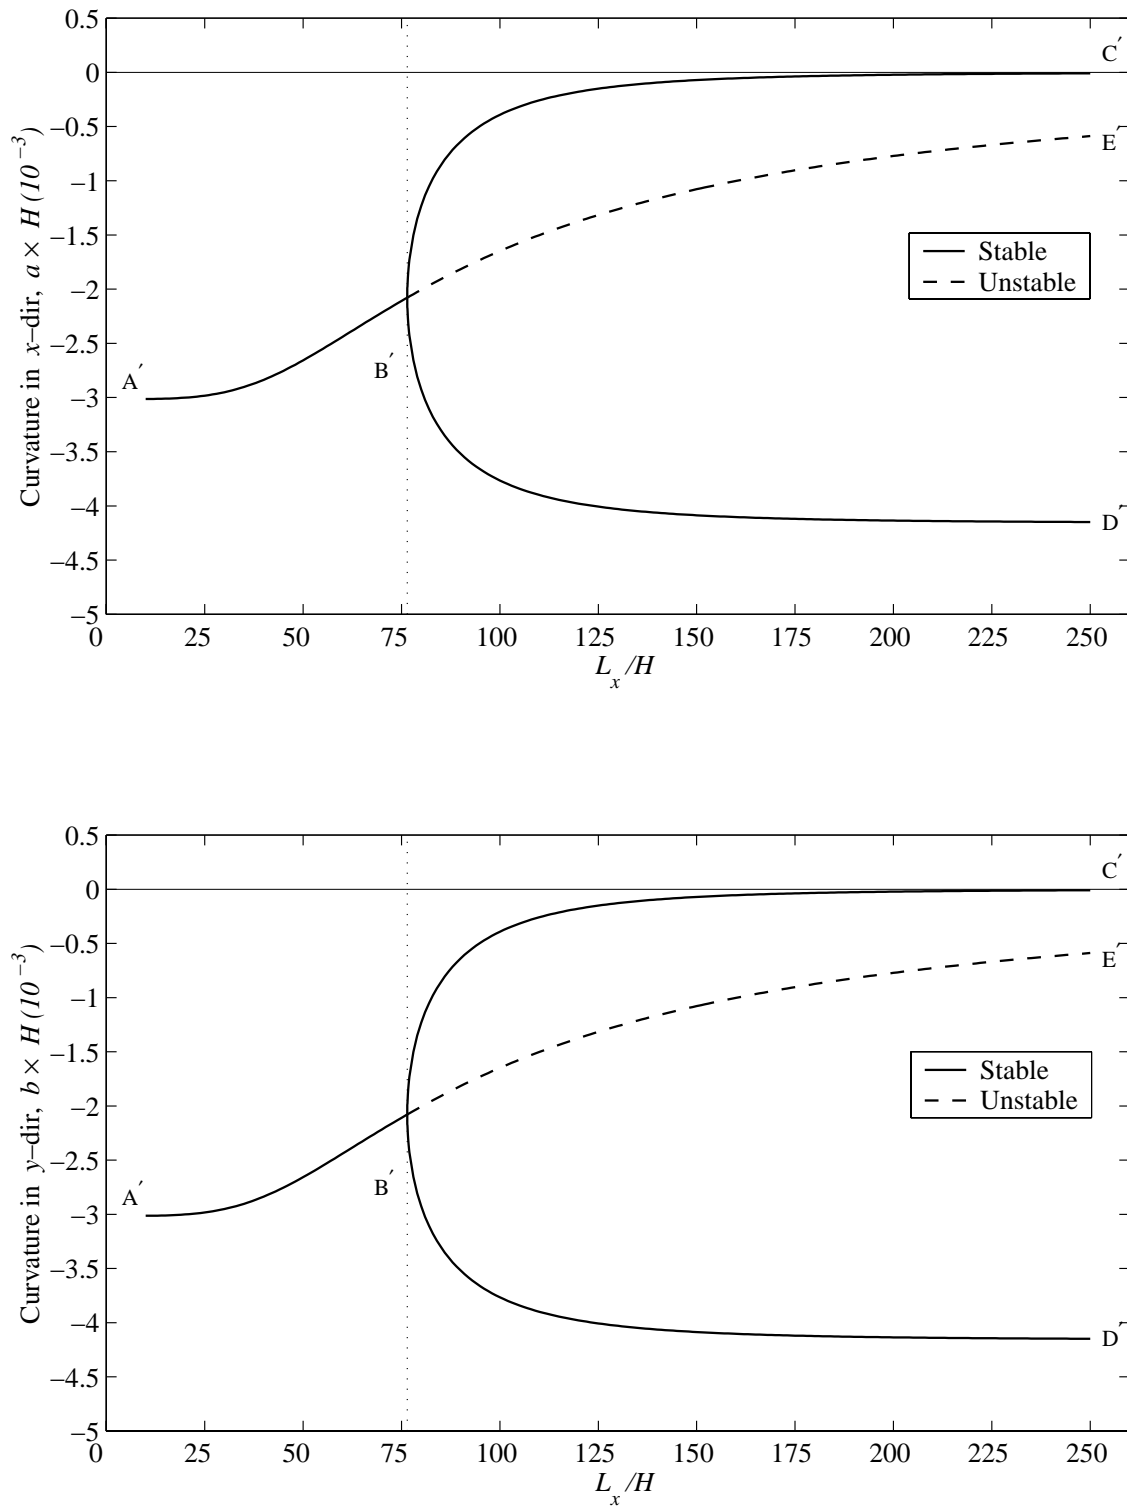 0.5
0
−0.5
−1
−1.5
−2
−2.5
−3
−3.5
−4
−4.5
−5
Curvature in x−dir, a × H (10⁻³)
C′
E′
Stable
Unstable
A′
B′
D′
0 25 50 75 100 125 150 175 200 225 250
Lₓ/H
0.5
0
−0.5
−1
−1.5
−2
−2.5
−3
−3.5
−4
−4.5
−5
Curvature in y−dir, b × H (10⁻³)
C′
E′
Stable
Unstable
A′
B′
D′
0 25 50 75 100 125 150 175 200 225 250
Lₓ/H